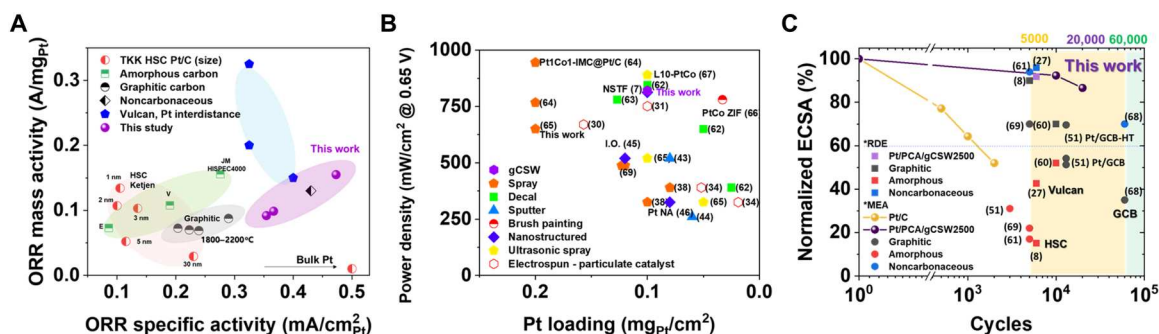 A
ORR mass activity (A/mgPt)
0.3
0.2
0.1
0.0
0.1
0.2
0.3
0.4
0.5
ORR specific activity (mA/cm2Pt)
TKK HSC Pt/C (size)
Amorphous carbon
Graphitic carbon
Noncarbonaceous
Vulcan, Pt interdistance
This study
This work
JM
HISPEC4000
HSC
Ketjen
1 nm
2 nm
3 nm
V
E
5 nm
30 nm
Graphitic
1800–2200°C
Bulk Pt
B
Power density (mW/cm2 @ 0.65 V)
1000
750
500
250
0
0.2
0.1
0.0
Pt loading (mgPt/cm2)
Pt1Co1-IMC@Pt/C (64)
L10-PtCo (67)
(62)
NSTF (7)
This work
(64)
(63)
(31)
PtCo ZIF (66)
(65)
This work
(30)
(62)
I.O. (45)
(69)
(65)
(43)
(38)
(34)
(62)
(38)
Pt NA (46)
(44)
(65)
(34)
gCSW
Spray
Decal
Sputter
Brush painting
Nanostructured
Ultrasonic spray
Electrospun - particulate catalyst
C
Normalized ECSA (%)
100
80
60
40
20
0
10^0
10^3
10^4
10^5
Cycles
5000
20,000
60,000
This work
(61)
(27)
(8)
(69)
(60)
(51) Pt/GCB-HT
(68)
(60)
(51) Pt/GCB
(27)
Vulcan
(68)
GCB
(51)
(69)
(61)
HSC
(8)
*RDE
Pt/PCA/gCSW2500
Graphitic
Amorphous
Noncarbonaceous
*MEA
Pt/C
Pt/PCA/gCSW2500
Graphitic
Amorphous
Noncarbonaceous